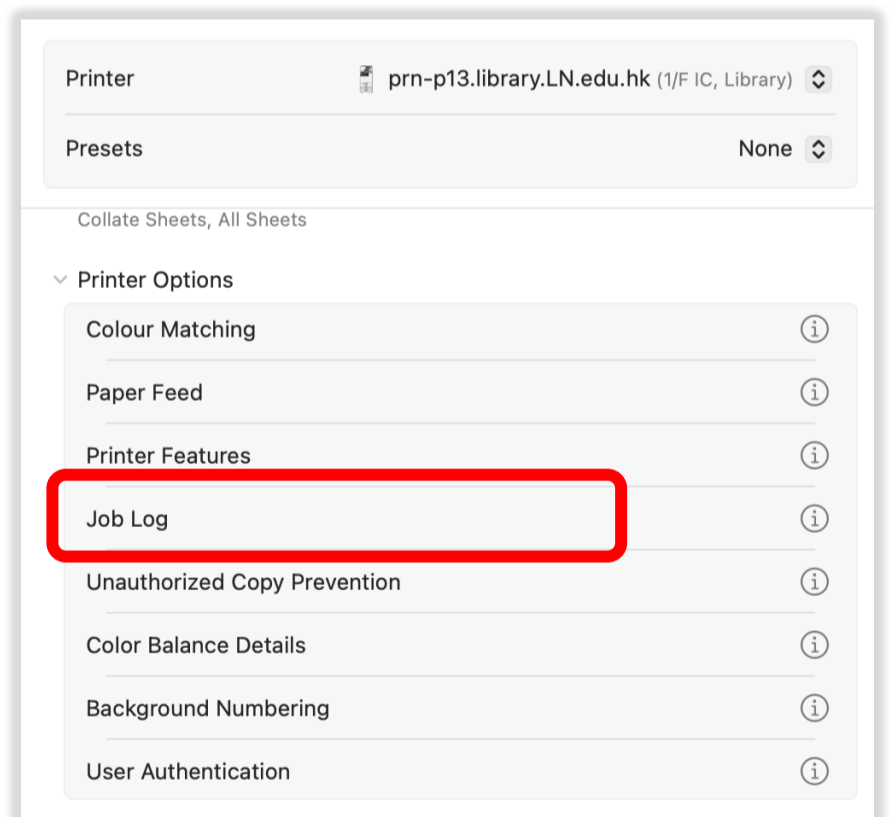 Printer prn-p13.library.LN.edu.hk (1/F IC, Library)
Presets None
Collate Sheets, All Sheets
Printer Options
Colour Matching
Paper Feed
Printer Features
Job Log
Unauthorized Copy Prevention
Color Balance Details
Background Numbering
User Authentication